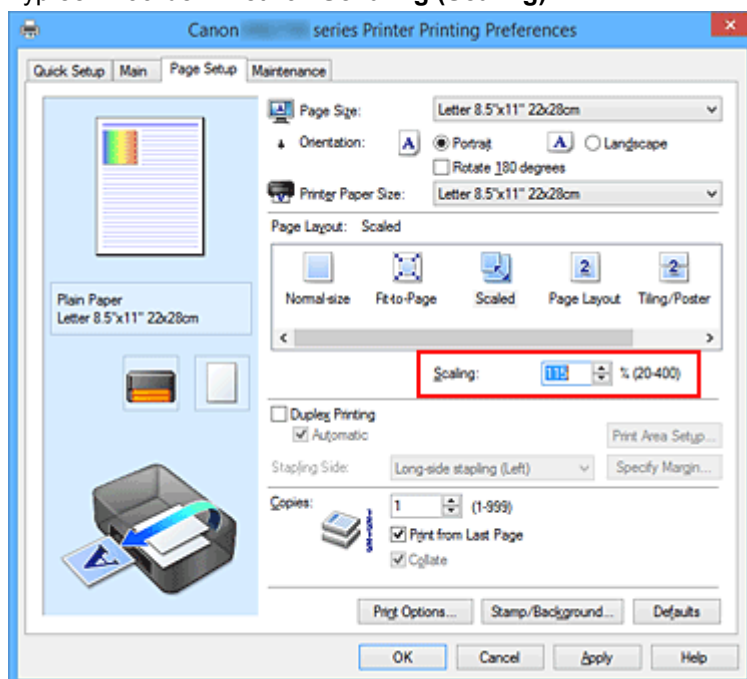 Canon series Printer Printing Preferences
Quick Setup Main Page Setup Maintenance
Page Size: Letter 8.5"x11" 22x28cm
Orientation: A Portrait A Landscape
Rotate 180 degrees
Printer Paper Size: Letter 8.5"x11" 22x28cm
Page Layout: Scaled
Normal-size Fit-to-Page Scaled Page Layout Tiling/Poster
Plain Paper
Letter 8.5"x11" 22x28cm
Scaling: 115 % (20-400)
Duplex Printing
Automatic
Print Area Setup...
Stapling Side: Long-side stapling (Left) Specify Margin...
Copies: 1 (1-999)
Print from Last Page
Collate
Print Options... Stamp/Background... Defaults
OK Cancel Apply Help